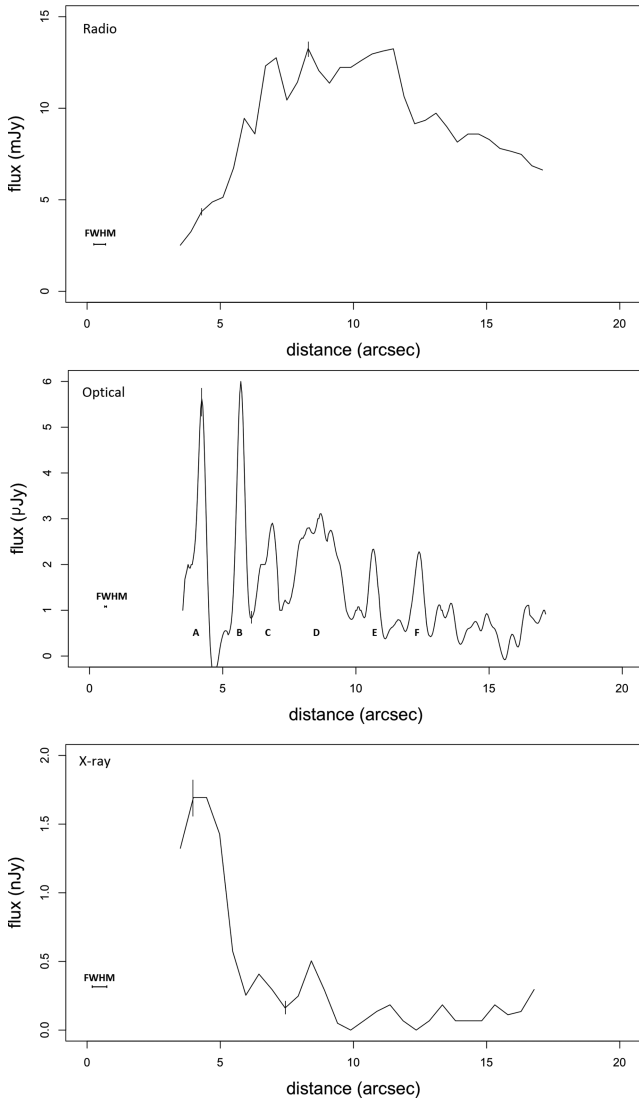 Radio
15
10
5
0
flux (mJy)
FWHM
0 5 10 15 20
distance (arcsec)
Optical
6
5
4
3
2
1
0
flux (µJy)
FWHM
A B C D E F
0 5 10 15 20
distance (arcsec)
X-ray
2.0
1.5
1.0
0.5
0.0
flux (nJy)
FWHM
0 5 10 15 20
distance (arcsec)